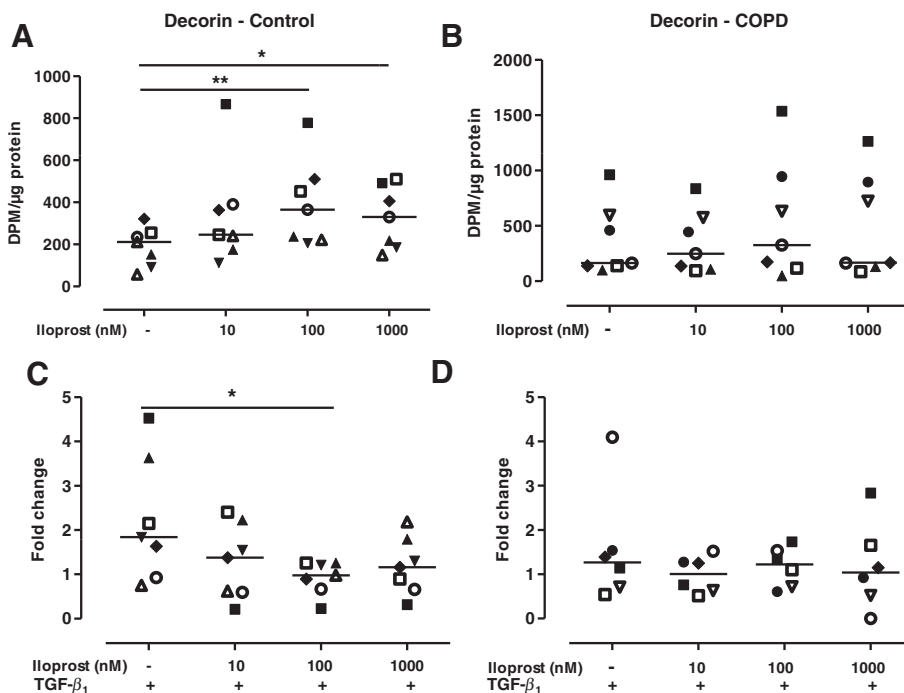 Decorin - Control
Decorin - COPD
A
B
*
**
1000
800
600
400
200
0
DPM/µg protein
2000
1500
1000
500
0
DPM/µg protein
Iloprost (nM) - 10 100 1000
Iloprost (nM) - 10 100 1000
C
D
*
5
4
3
2
1
0
Fold change
5
4
3
2
1
0
Fold change
Iloprost (nM) - 10 100 1000
TGF-β₁ + + + +
Iloprost (nM) - 10 100 1000
TGF-β₁ + + + +